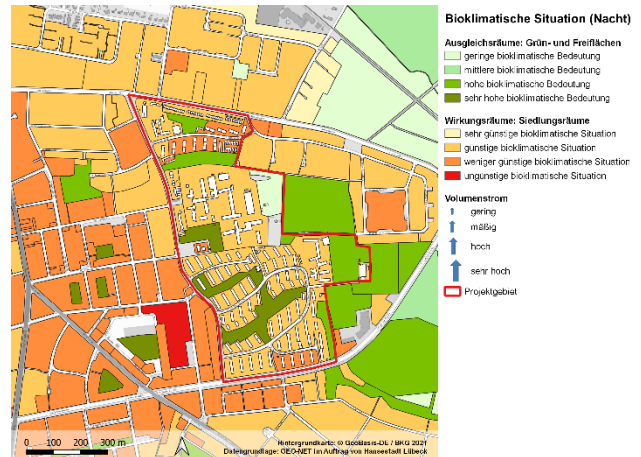 Bioklimatische Situation (Nacht)
Ausgleichsräume: Grün- und Freiflächen
geringe bioklimatische Bedeutung
mittlere bioklimatische Bedeutung
hohe bioklimatische Bedeutung
sehr hohe bioklimatische Bedeutung
Wirkungsräume: Siedlungsräume
sehr günstige bioklimatische Situation
günstige bioklimatische Situation
weniger günstige bioklimatische Situation
ungünstige bioklimatische Situation
Volumenstrom
gering
mäßig
hoch
sehr hoch
Projektgebiet
0 100 200 300 m
Hintergrundkarte: © GeoBasis-DE / BKG 2021
Datengrundlage: GEO-NET im Auftrag von Hansestadt Lübeck